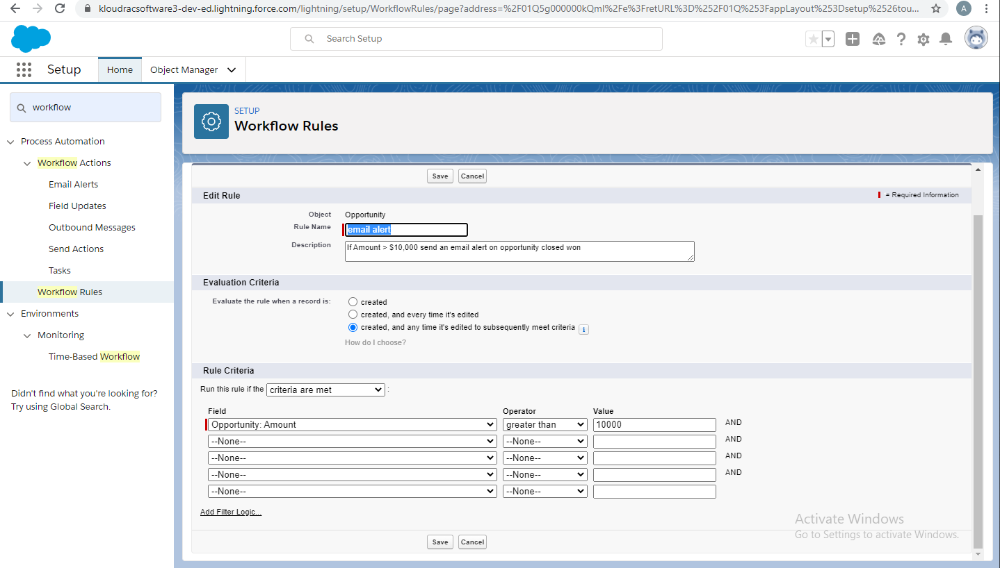 kloudracsoftware3-dev-ed.lightning.force.com/lightning/setup/WorkflowRules/page?address=%2F01Q5g000000kQml%2Fe%3FretURL%3D%252F01Q%253FappLayout%253Dsetup%2526tou...
A
Search Setup
Setup
Home
Object Manager
workflow
Process Automation
Workflow Actions
Email Alerts
Field Updates
Outbound Messages
Send Actions
Tasks
Workflow Rules
Environments
Monitoring
Time-Based Workflow
Didn't find what you're looking for?
Try using Global Search.
SETUP
Workflow Rules
Save Cancel
Edit Rule
= Required Information
Object Opportunity
Rule Name email alert
Description If Amount > $10,000 send an email alert on opportunity closed won
Evaluation Criteria
Evaluate the rule when a record is: created
created, and every time it's edited
created, and any time it's edited to subsequently meet criteria i
How do I choose?
Rule Criteria
Run this rule if the criteria are met :
Field Operator Value
Opportunity: Amount greater than 10000 AND
--None-- --None-- AND
--None-- --None-- AND
--None-- --None-- AND
--None-- --None--
Add Filter Logic...
Activate Windows
Go to Settings to activate Windows.
Save Cancel